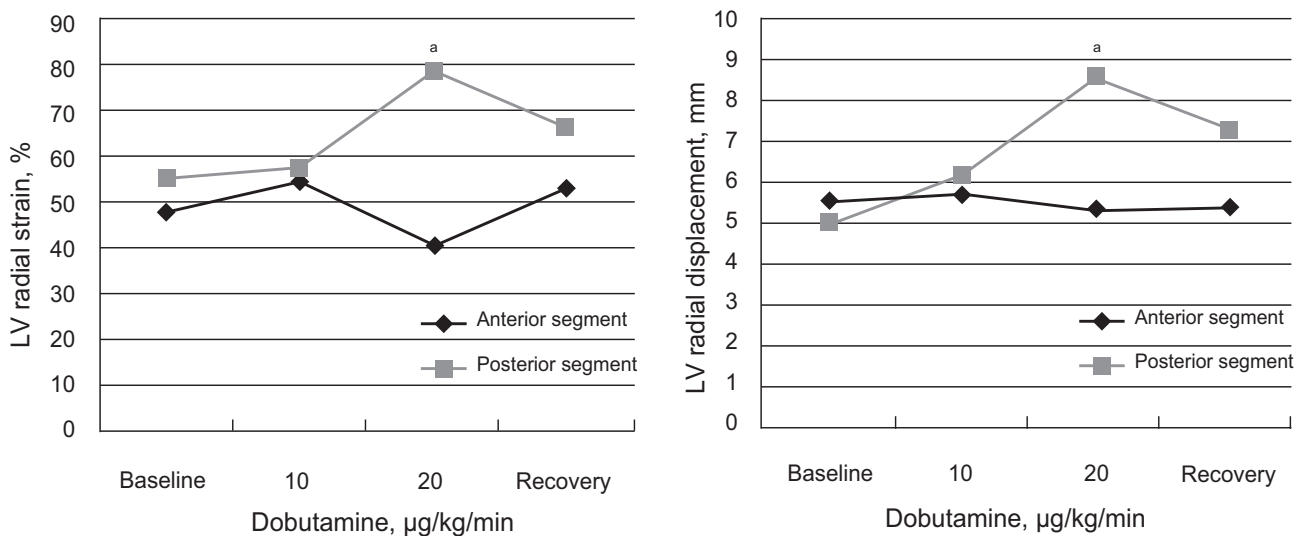 90
80
70
60
50
40
30
20
10
0
LV radial strain, %
a
Anterior segment
Posterior segment
Baseline 10 20 Recovery
Dobutamine, µg/kg/min
10
9
8
7
6
5
4
3
2
1
0
LV radial displacement, mm
a
Anterior segment
Posterior segment
Baseline 10 20 Recovery
Dobutamine, µg/kg/min